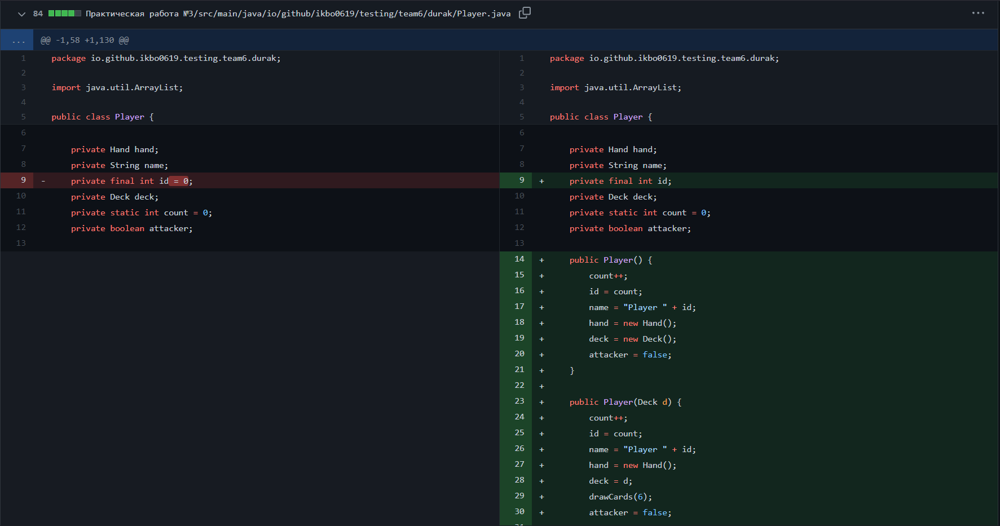 84 Практическая работа №3/src/main/java/io/github/ikbo0619/testing/team6/durak/Player.java
... @@ -1,58 +1,130 @@
1 package io.github.ikbo0619.testing.team6.durak;
2
3 import java.util.ArrayList;
4
5 public class Player {
6
7 private Hand hand;
8 private String name;
9 - private final int id = 0;
10 private Deck deck;
11 private static int count = 0;
12 private boolean attacker;
13
1 package io.github.ikbo0619.testing.team6.durak;
2
3 import java.util.ArrayList;
4
5 public class Player {
6
7 private Hand hand;
8 private String name;
9 + private final int id;
10 private Deck deck;
11 private static int count = 0;
12 private boolean attacker;
13
14 + public Player() {
15 + count++;
16 + id = count;
17 + name = "Player " + id;
18 + hand = new Hand();
19 + deck = new Deck();
20 + attacker = false;
21 + }
22 +
23 + public Player(Deck d) {
24 + count++;
25 + id = count;
26 + name = "Player " + id;
27 + hand = new Hand();
28 + deck = d;
29 + drawCards(6);
30 + attacker = false;